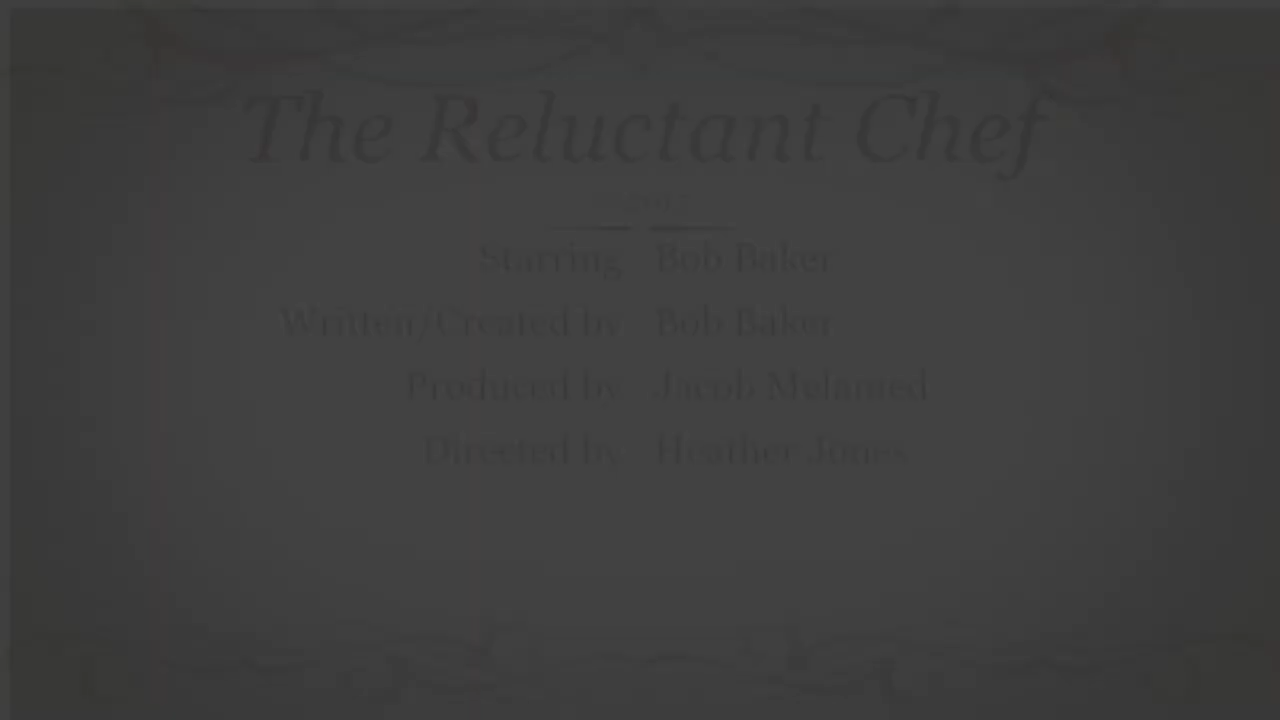 The Reluctant Chef
Starring Bob Baker
Written/Created by Bob Baker
Produced by Jacob Melamed
Directed by Heather Jones